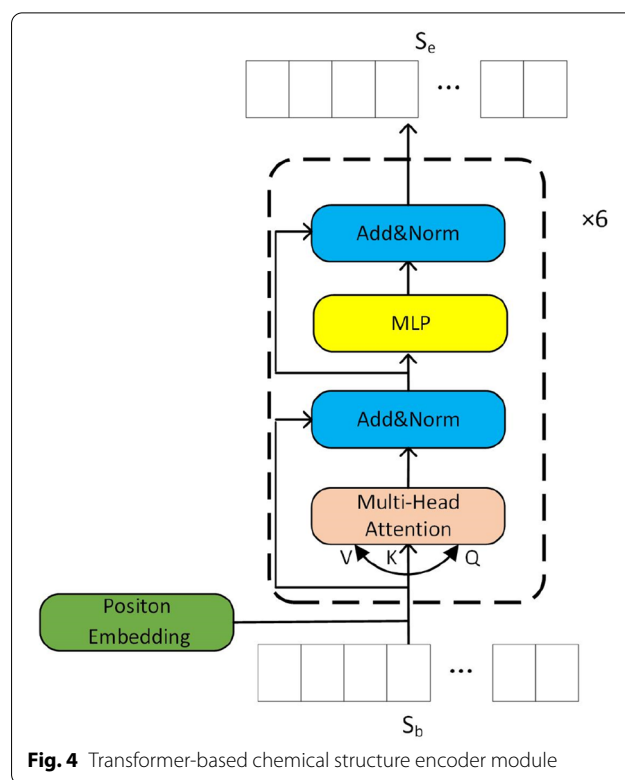 Se
...
×6
Add&Norm
MLP
Add&Norm
Multi-Head
Attention
V K Q
Positon
Embedding
...
Sb
Fig. 4 Transformer-based chemical structure encoder module